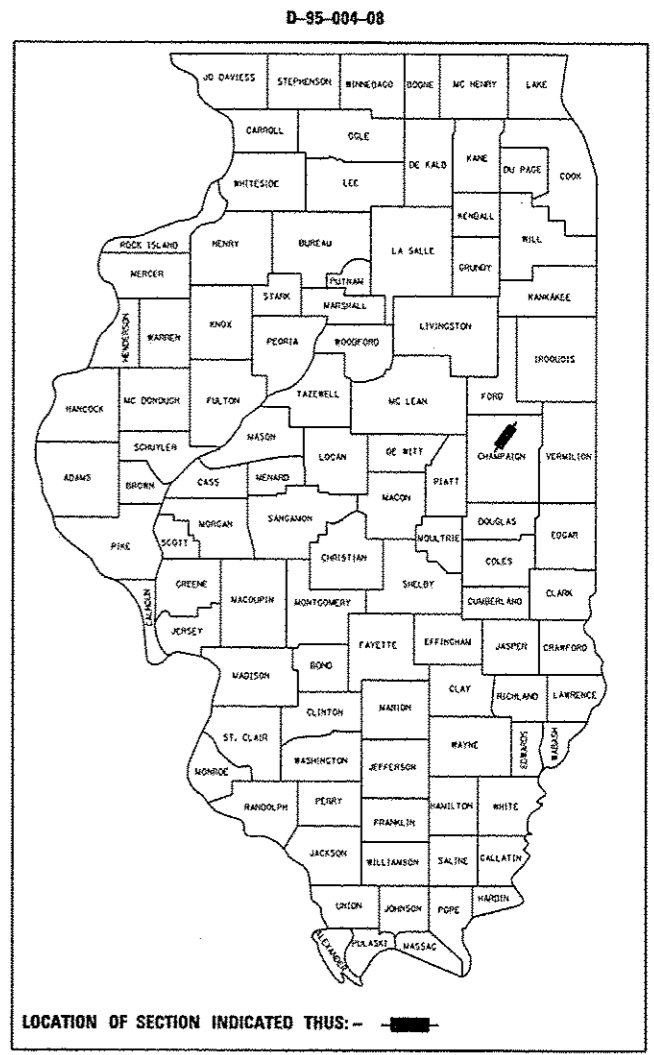 D-95-004-08
JO DAVIESS STEPHENSON WINNEBAGO BOONE MC HENRY LAKE
CARROLL OGLE DE KALB KANE DU PAGE COOK
WHITESIDE LEE
KENDALL WILL
ROCK ISLAND HENRY BUREAU LA SALLE GRUNDY
MERCER PUTNAM KANKAKEE
STARK MARSHALL
HENDERSON WARREN KNOX PEORIA WOODFORD LIVINGSTON IROQUOIS
HANCOCK MC DONOUGH FULTON TAZEWELL MC LEAN FORD
SCHUYLER MASON LOGAN DE WITT CHAMPAIGN VERMILION
ADAMS BROWN CASS MENARD MACON PIATT
MORGAN SANGAMON DOUGLAS
PIKE SCOTT CHRISTIAN MOULTRIE COLES EDGAR
GREENE MACOUPIN MONTGOMERY SHELBY CUMBERLAND CLARK
CALHOUN JERSEY
FAYETTE EFFINGHAM JASPER CRAWFORD
MADISON BOND
CLAY RICHLAND LAWRENCE
CLINTON MARION
ST. CLAIR WAYNE EDWARDS WABASH
MONROE WASHINGTON JEFFERSON
RANDOLPH PERRY HAMILTON WHITE
FRANKLIN
JACKSON WILLIAMSON SALINE GALLATIN
UNION JOHNSON POPE HARDIN
ALEXANDER PULASKI MASSAC
LOCATION OF SECTION INDICATED THUS:-